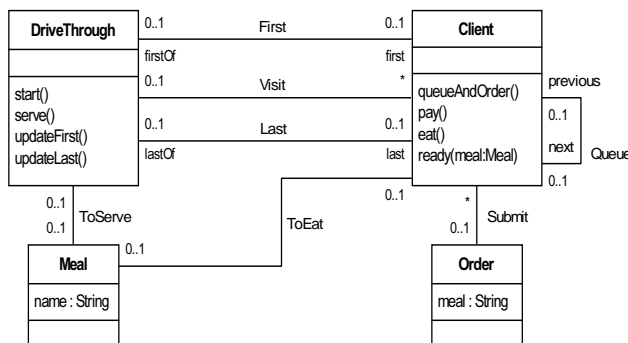 DriveThrough
start()
serve()
updateFirst()
updateLast()
0..1 First 0..1
firstOf first
0..1 Visit *
0..1 Last 0..1
lastOf last
Client
queueAndOrder()
pay()
eat()
ready(meal:Meal)
previous
0..1
next
Queue
0..1
0..1
ToServe
0..1
0..1
ToEat
0..1
*
Submit
0..1
Meal
name : String
Order
meal : String